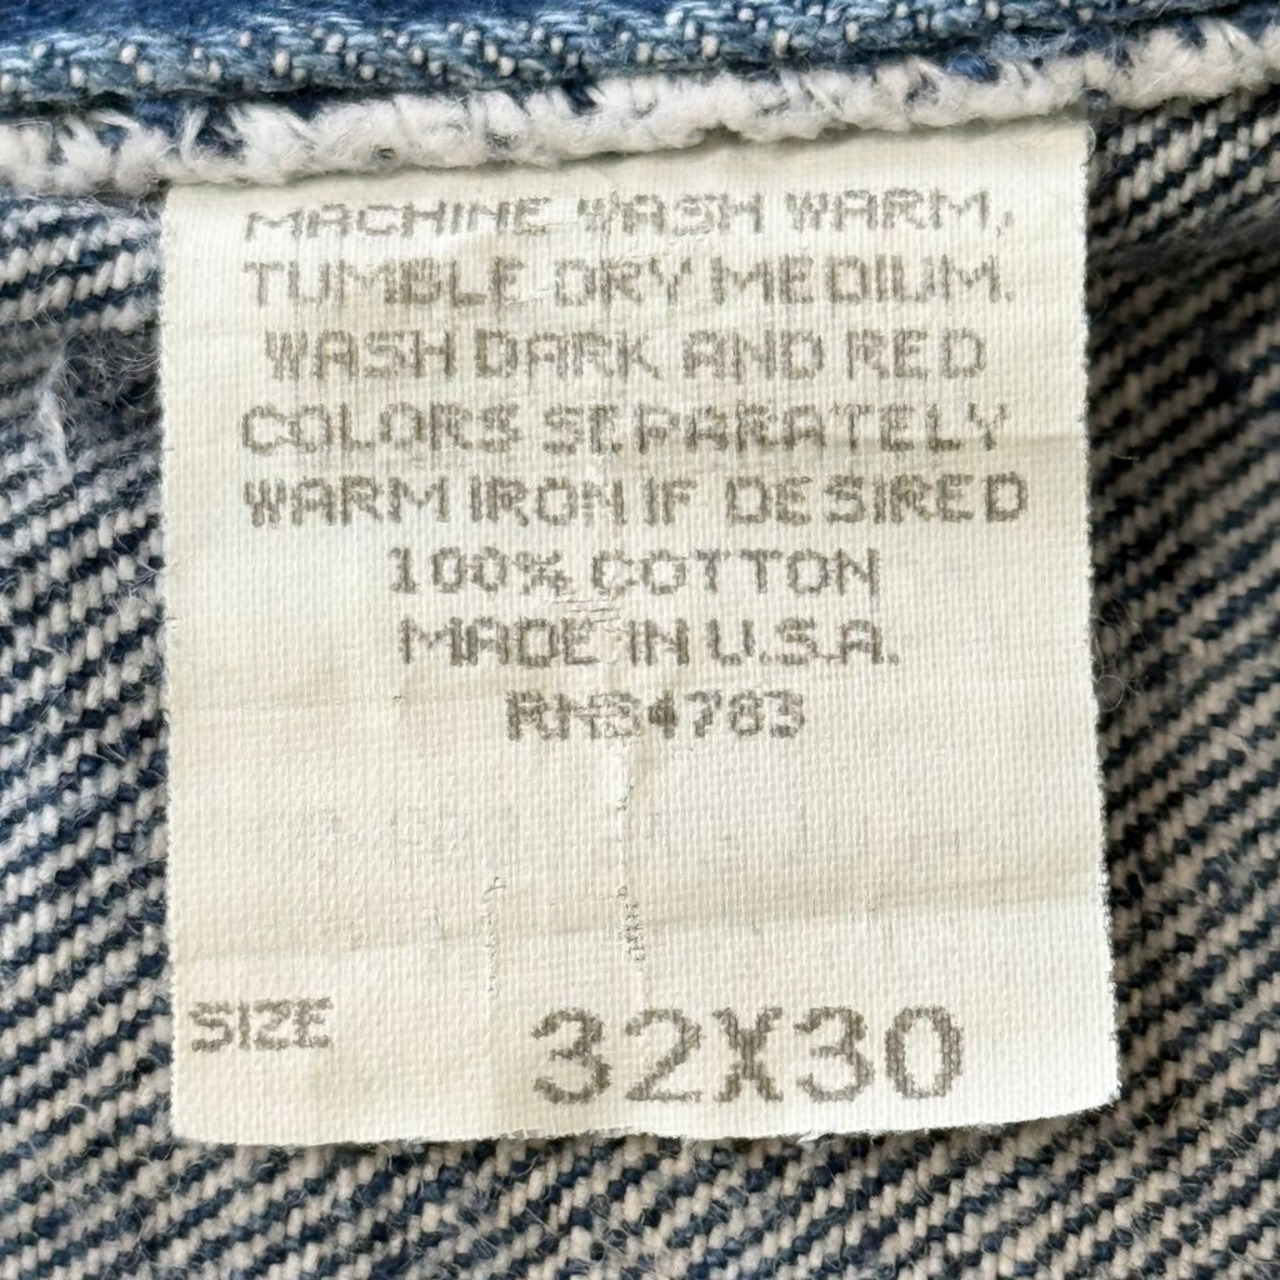 MACHINE WASH WARM,
TUMBLE DRY MEDIUM.
WASH DARK AND RED
COLORS SEPARATELY
WARM IRON IF DESIRED
100% COTTON
MADE IN U.S.A.
RN34783
SIZE 32X30